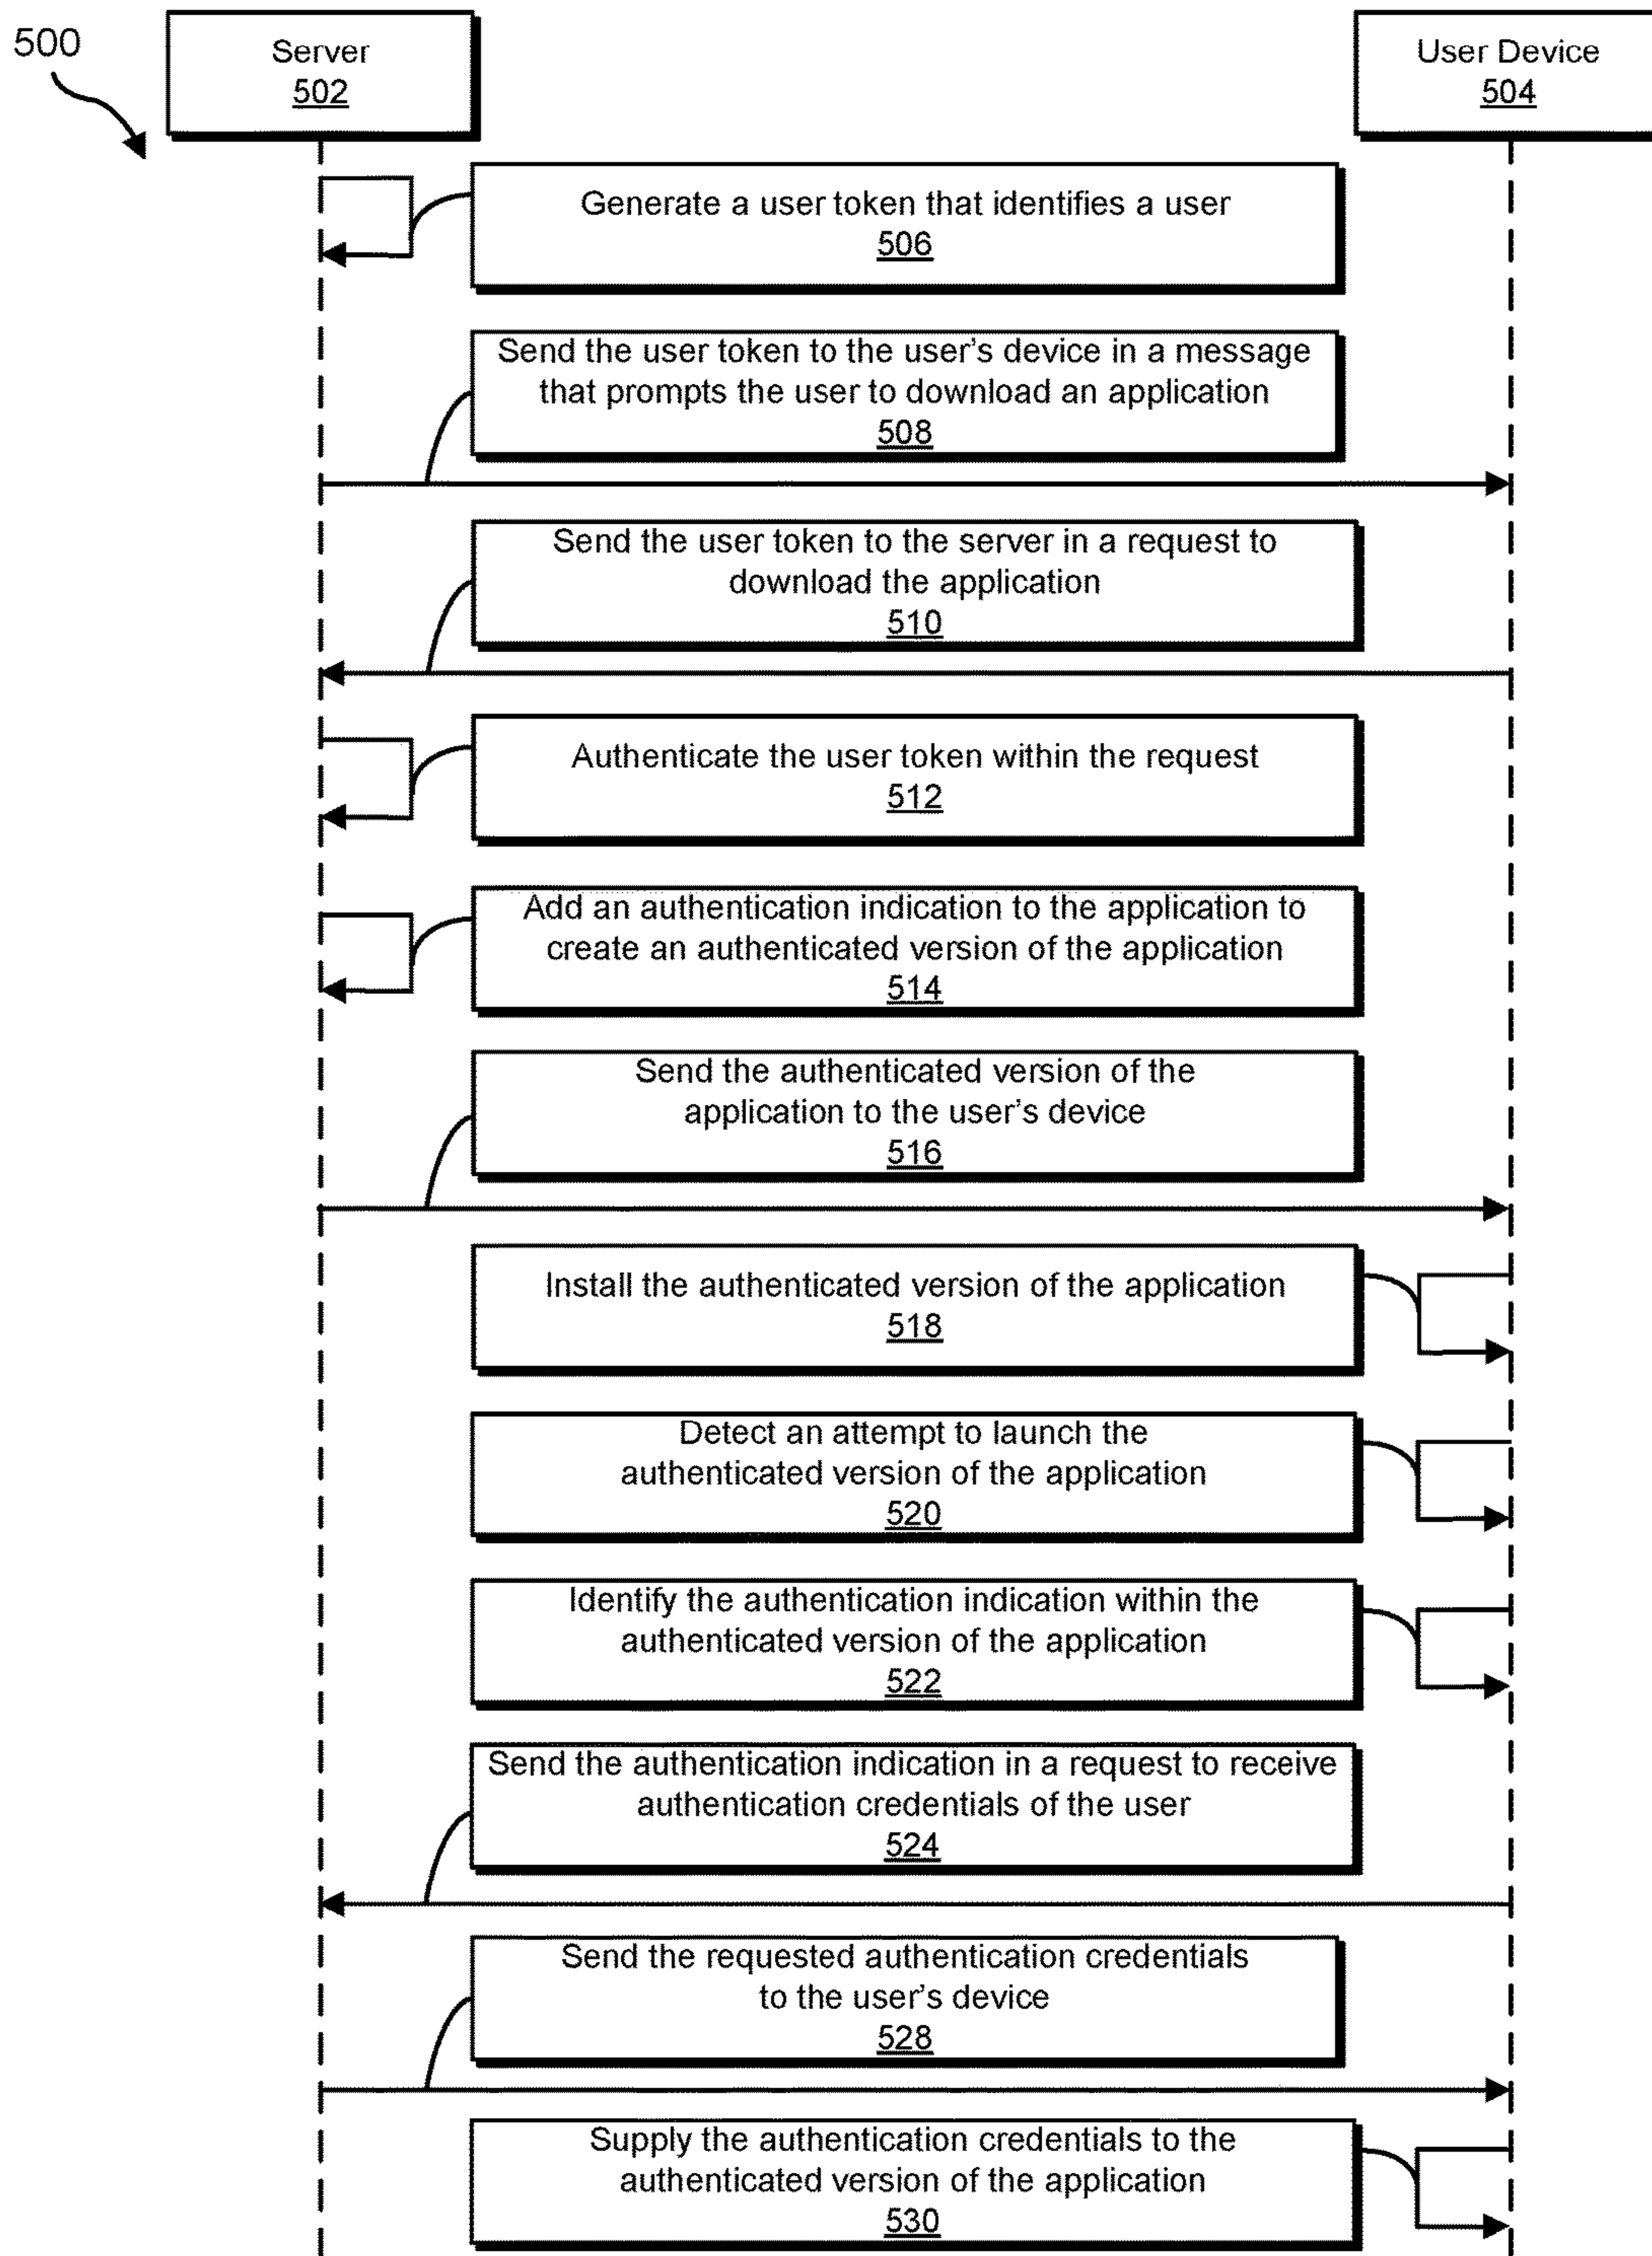 500
Server
502
User Device
504
Generate a user token that identifies a user
506
Send the user token to the user's device in a message
that prompts the user to download an application
508
Send the user token to the server in a request to
download the application
510
Authenticate the user token within the request
512
Add an authentication indication to the application to
create an authenticated version of the application
514
Send the authenticated version of the
application to the user's device
516
Install the authenticated version of the application
518
Detect an attempt to launch the
authenticated version of the application
520
Identify the authentication indication within the
authenticated version of the application
522
Send the authentication indication in a request to receive
authentication credentials of the user
524
Send the requested authentication credentials
to the user's device
528
Supply the authentication credentials to the
authenticated version of the application
530